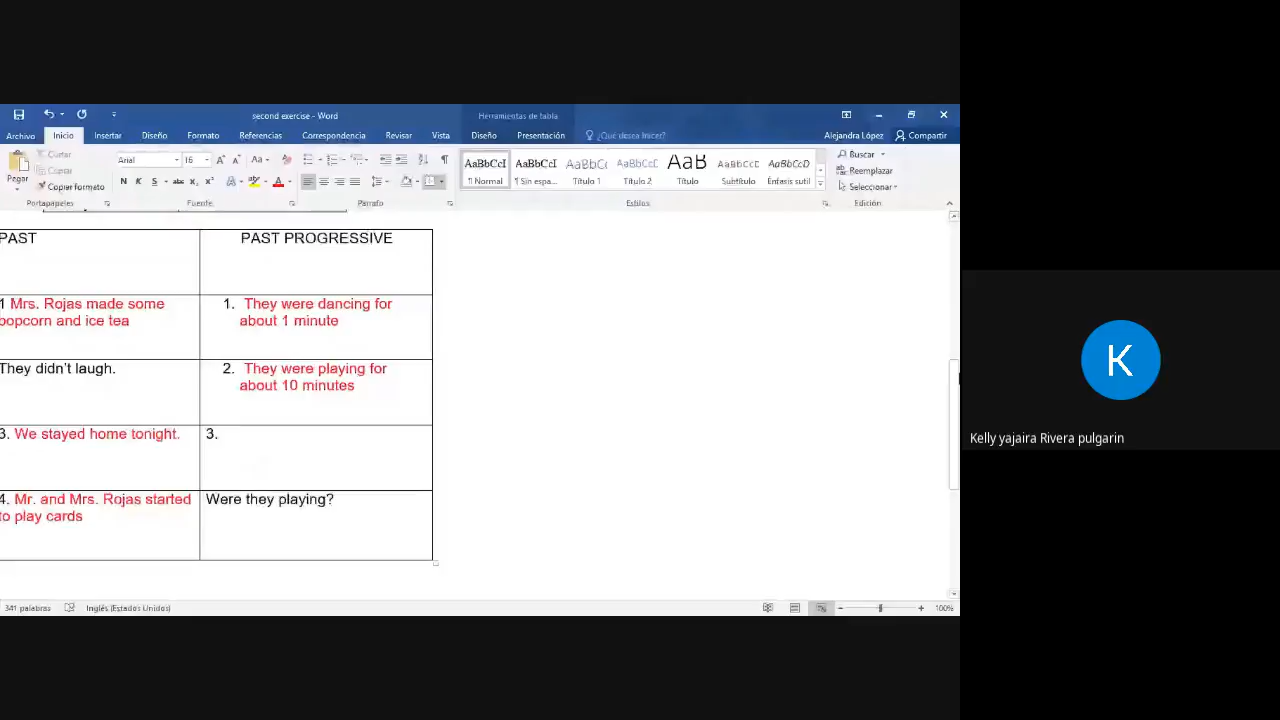 second exercise - Word
Herramientas de tabla
Archivo Inicio Insertar Diseño Formato Referencias Correspondencia Revisar Vista Diseño Presentación ¿Qué desea hacer?
Alejandra López Compartir
Pegar
Cortar
Copiar
Copiar formato
Portapapeles
Arial 16
Fuente
Párrafo
AaBbCcI AaBbCcI AaBbCc AaBbCcI AaB AaBbCcC AaBbCcD
¶ Normal ¶ Sin espa... Título 1 Título 2 Título Subtítulo Énfasis sutil
Estilos
Buscar
Reemplazar
Seleccionar
Edición
PAST PAST PROGRESSIVE
1 Mrs. Rojas made some
popcorn and ice tea
1. They were dancing for
about 1 minute
They didn't laugh.
2. They were playing for
about 10 minutes
3. We stayed home tonight.
3.
4. Mr. and Mrs. Rojas started
to play cards
Were they playing?
341 palabras Inglés (Estados Unidos) 100%
K
Kelly yajaira Rivera pulgarin